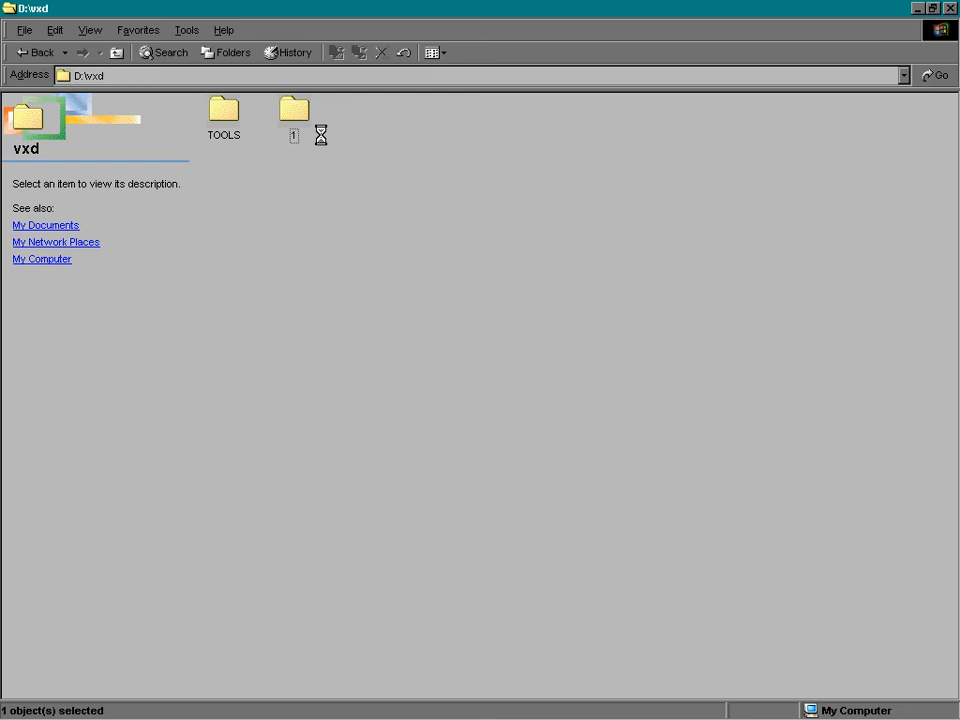 D:\vxd
File Edit View Favorites Tools Help
Back Search Folders History
Address D:\vxd Go
TOOLS 1
vxd
Select an item to view its description.
See also:
My Documents
My Network Places
My Computer
1 object(s) selected My Computer